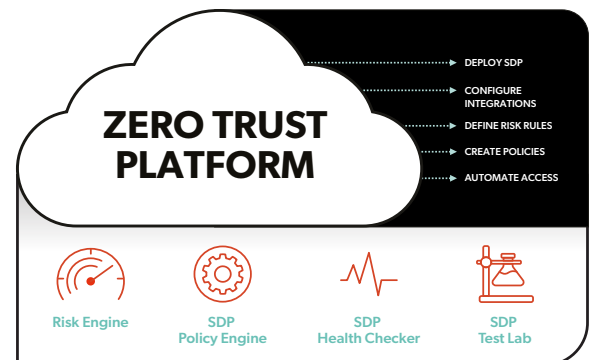 ZERO TRUST
PLATFORM
DEPLOY SDP
CONFIGURE
INTEGRATIONS
DEFINE RISK RULES
CREATE POLICIES
AUTOMATE ACCESS
Risk Engine
SDP
Policy Engine
SDP
Health Checker
SDP
Test Lab